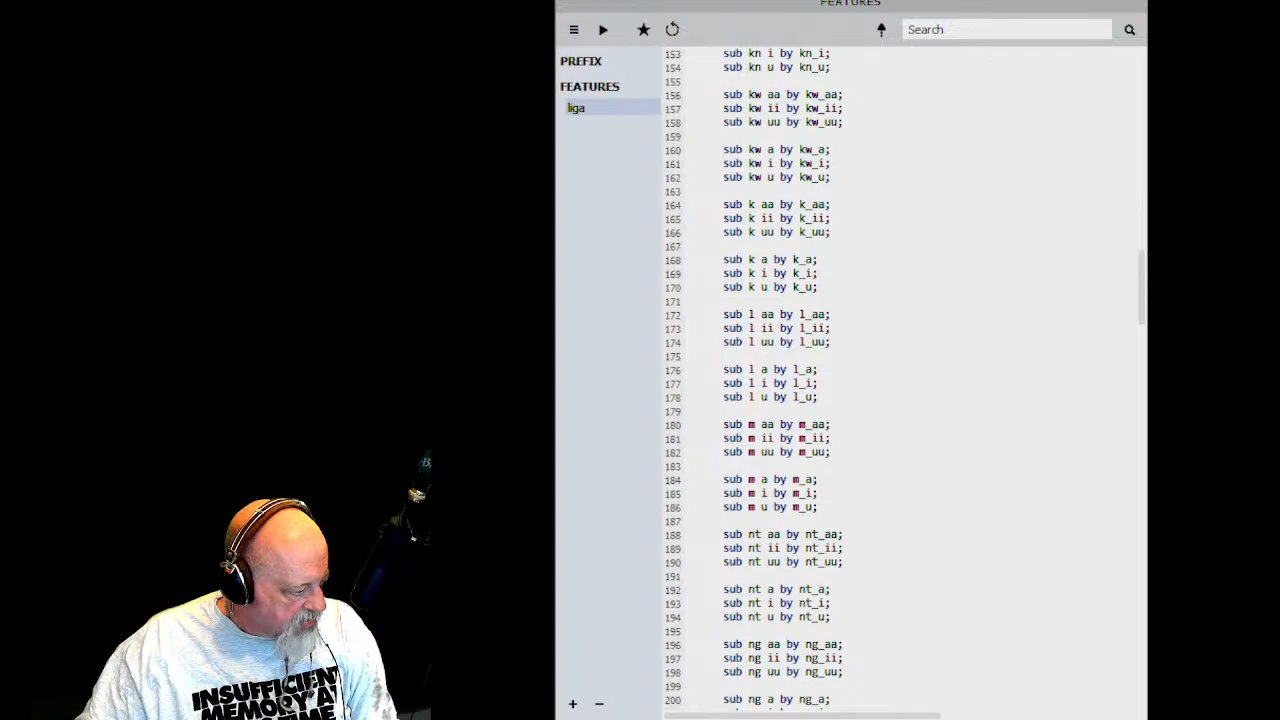 FEATURES
Search
PREFIX
FEATURES
liga
153 sub kn i by kn_i;
154 sub kn u by kn_u;
155
156 sub kw aa by kw_aa;
157 sub kw ii by kw_ii;
158 sub kw uu by kw_uu;
159
160 sub kw a by kw_a;
161 sub kw i by kw_i;
162 sub kw u by kw_u;
163
164 sub k aa by k_aa;
165 sub k ii by k_ii;
166 sub k uu by k_uu;
167
168 sub k a by k_a;
169 sub k i by k_i;
170 sub k u by k_u;
171
172 sub l aa by l_aa;
173 sub l ii by l_ii;
174 sub l uu by l_uu;
175
176 sub l a by l_a;
177 sub l i by l_i;
178 sub l u by l_u;
179
180 sub m aa by m_aa;
181 sub m ii by m_ii;
182 sub m uu by m_uu;
183
184 sub m a by m_a;
185 sub m i by m_i;
186 sub m u by m_u;
187
188 sub nt aa by nt_aa;
189 sub nt ii by nt_ii;
190 sub nt uu by nt_uu;
191
192 sub nt a by nt_a;
193 sub nt i by nt_i;
194 sub nt u by nt_u;
195
196 sub ng aa by ng_aa;
197 sub ng ii by ng_ii;
198 sub ng uu by ng_uu;
199
200 sub ng a by ng_a;
INSUFFICIENT
MEMORY AT